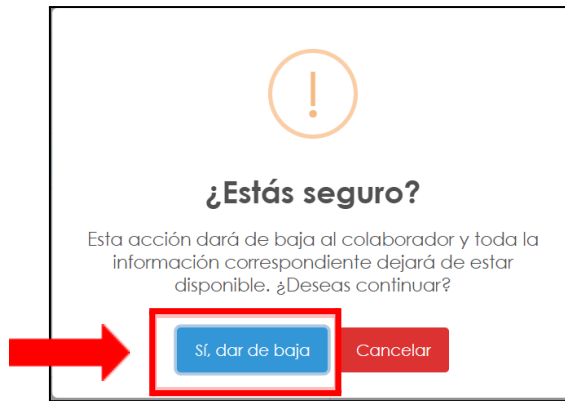 !
¿Estás seguro?
Esta acción dará de baja al colaborador y toda la
información correspondiente dejará de estar
disponible. ¿Deseas continuar?
Sí, dar de baja
Cancelar